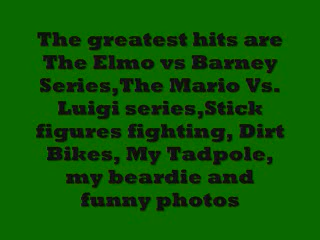 The greatest hits are
The Elmo vs Barney
Series,The Mario Vs.
Luigi series,Stick
figures fighting, Dirt
Bikes, My Tadpole,
my beardie and
funny photos